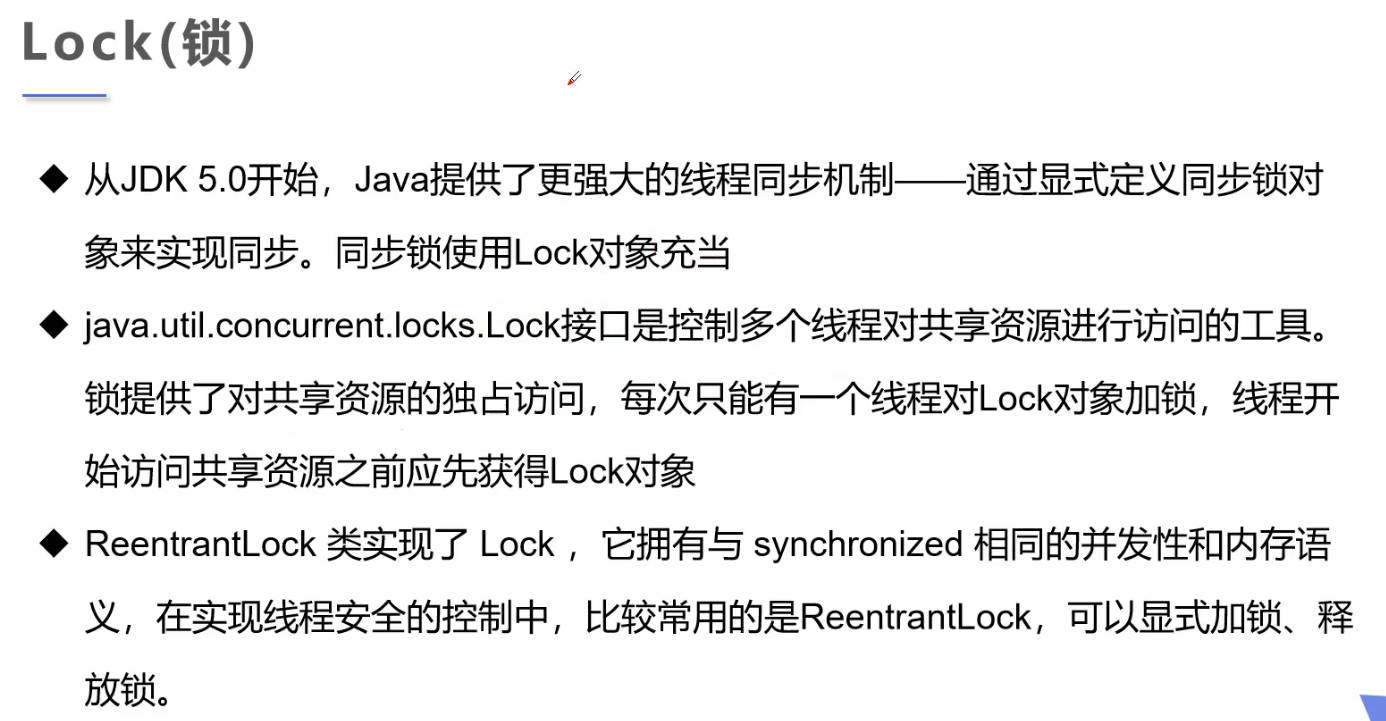 Lock(锁)
◆ 从JDK 5.0开始，Java提供了更强大的线程同步机制——通过显式定义同步锁对
象来实现同步。同步锁使用Lock对象充当
◆ java.util.concurrent.locks.Lock接口是控制多个线程对共享资源进行访问的工具。
锁提供了对共享资源的独占访问，每次只能有一个线程对Lock对象加锁，线程开
始访问共享资源之前应先获得Lock对象
◆ ReentrantLock 类实现了 Lock ，它拥有与 synchronized 相同的并发性和内存语
义，在实现线程安全的控制中，比较常用的是ReentrantLock，可以显式加锁、释
放锁。